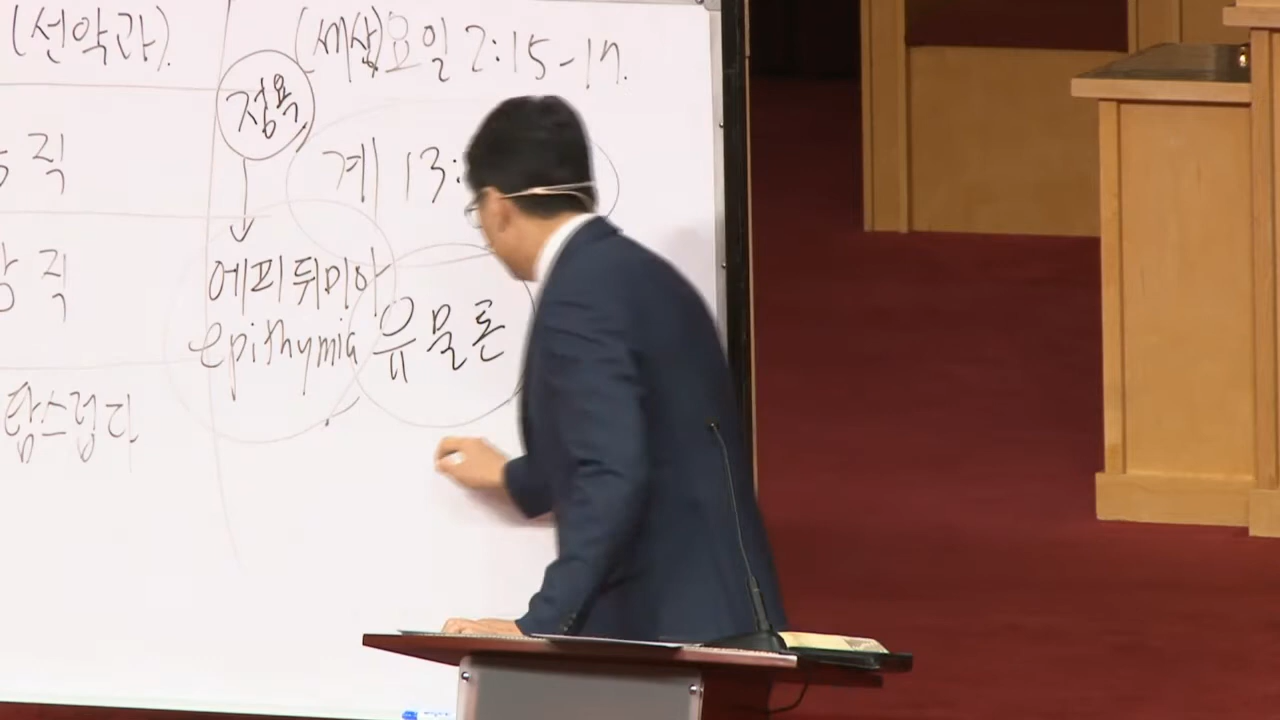 (선악과).
(세상) 요일 2:15-17.
정욕
직
계 13:
직
에피뒤미아
epithymia
유물론
탐스럽다